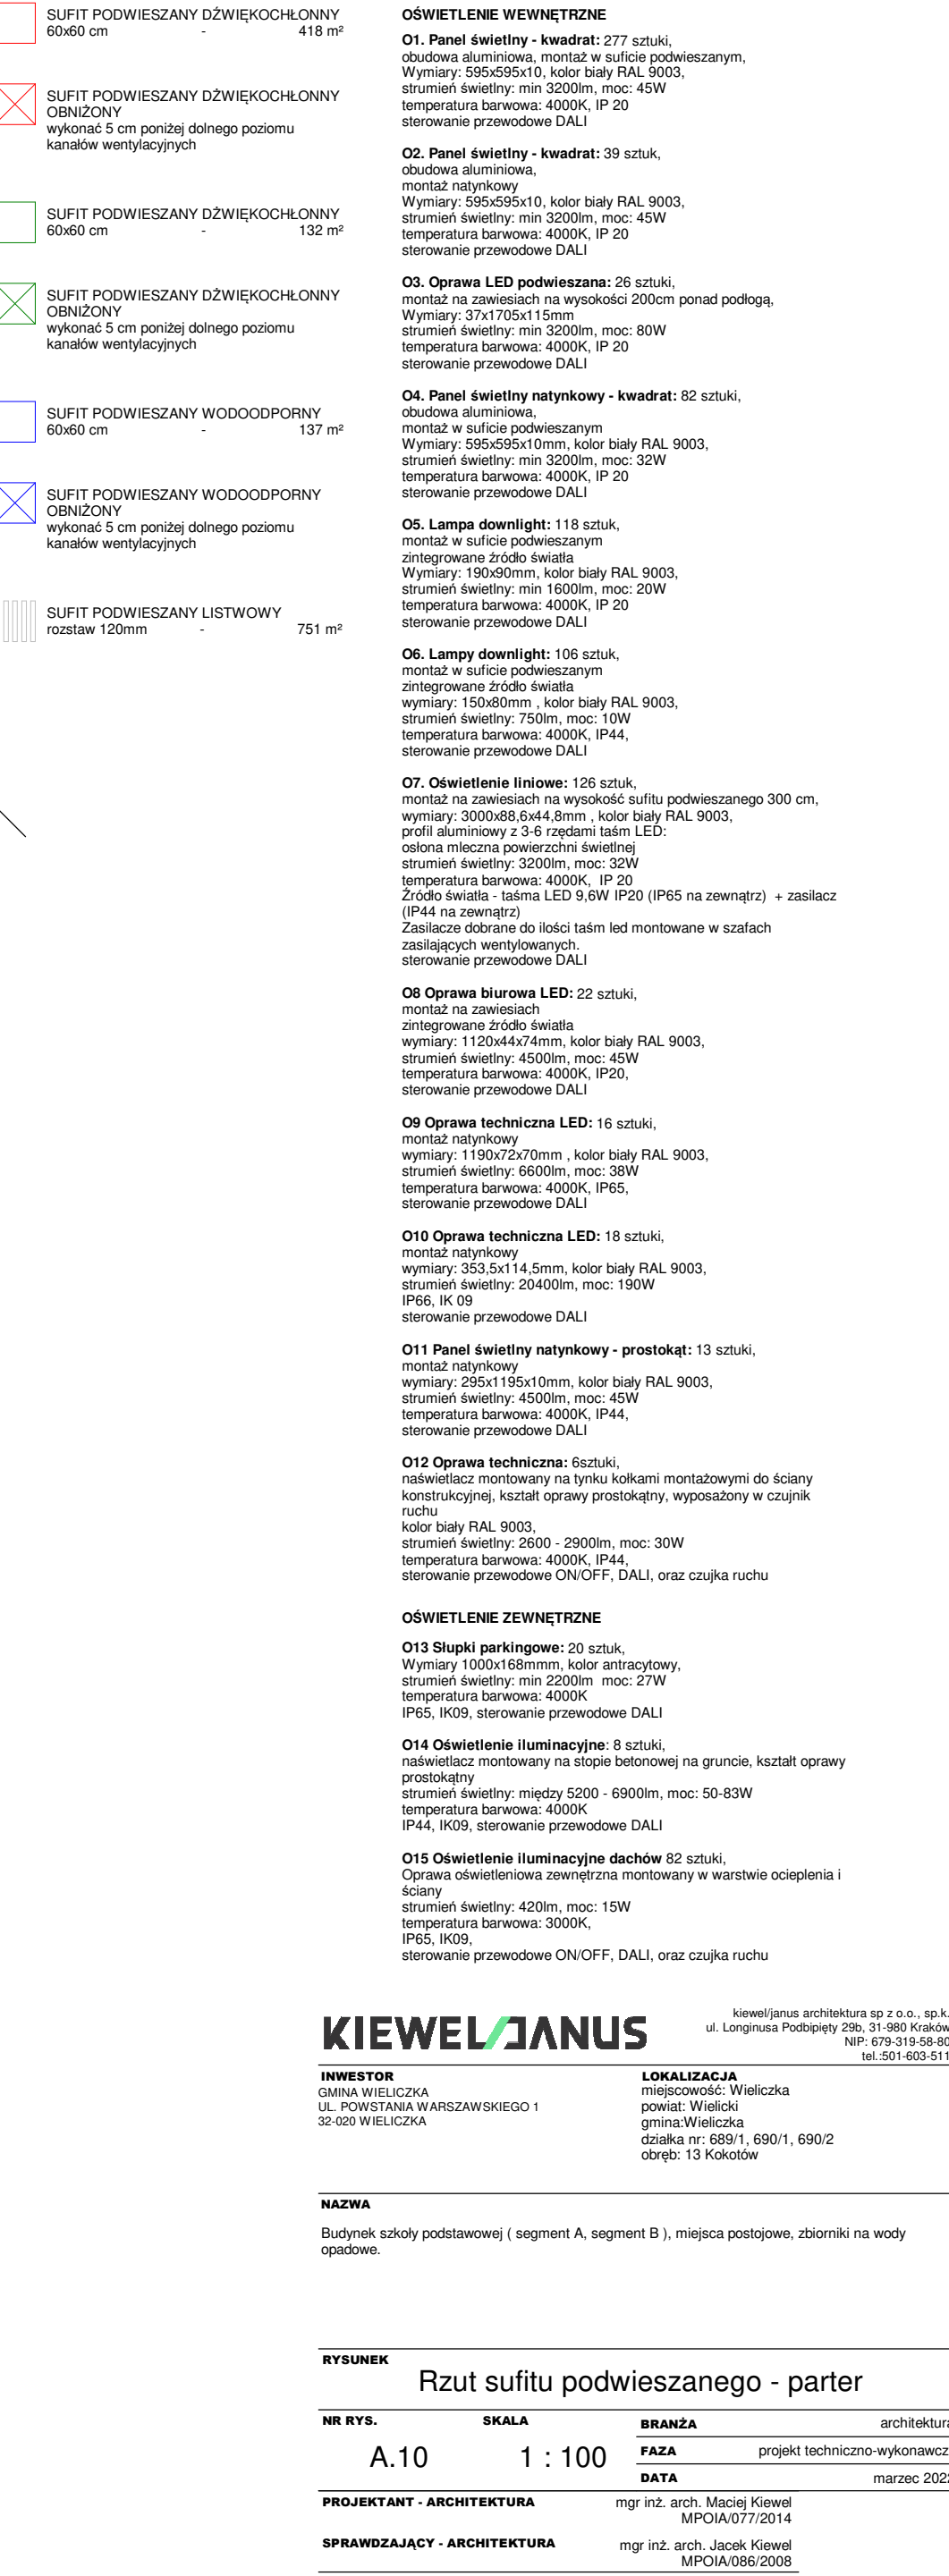 SUFIT PODWIESZANY DŹWIĘKOCHŁONNY
60x60 cm - 418 m²
SUFIT PODWIESZANY DŹWIĘKOCHŁONNY
OBNIŻONY
wykonać 5 cm poniżej dolnego poziomu
kanałów wentylacyjnych
SUFIT PODWIESZANY DŹWIĘKOCHŁONNY
60x60 cm - 132 m²
SUFIT PODWIESZANY DŹWIĘKOCHŁONNY
OBNIŻONY
wykonać 5 cm poniżej dolnego poziomu
kanałów wentylacyjnych
SUFIT PODWIESZANY WODOODPORNY
60x60 cm - 137 m²
SUFIT PODWIESZANY WODOODPORNY
OBNIŻONY
wykonać 5 cm poniżej dolnego poziomu
kanałów wentylacyjnych
SUFIT PODWIESZANY LISTWOWY
rozstaw 120mm - 751 m²
OŚWIETLENIE WEWNĘTRZNE
O1. Panel świetlny - kwadrat: 277 sztuki,
obudowa aluminiowa, montaż w suficie podwieszanym,
Wymiary: 595x595x10, kolor biały RAL 9003,
strumień świetlny: min 3200lm, moc: 45W
temperatura barwowa: 4000K, IP 20
sterowanie przewodowe DALI
O2. Panel świetlny - kwadrat: 39 sztuk,
obudowa aluminiowa,
montaż natynkowy
Wymiary: 595x595x10, kolor biały RAL 9003,
strumień świetlny: min 3200lm, moc: 45W
temperatura barwowa: 4000K, IP 20
sterowanie przewodowe DALI
O3. Oprawa LED podwieszana: 26 sztuki,
montaż na zawiesiach na wysokości 200cm ponad podłogą,
Wymiary: 37x1705x115mm
strumień świetlny: min 3200lm, moc: 80W
temperatura barwowa: 4000K, IP 20
sterowanie przewodowe DALI
O4. Panel świetlny natynkowy - kwadrat: 82 sztuki,
obudowa aluminiowa,
montaż w suficie podwieszanym
Wymiary: 595x595x10mm, kolor biały RAL 9003,
strumień świetlny: min 3200lm, moc: 32W
temperatura barwowa: 4000K, IP 20
sterowanie przewodowe DALI
O5. Lampa downlight: 118 sztuk,
montaż w suficie podwieszanym
zintegrowane źródło światła
Wymiary: 190x90mm, kolor biały RAL 9003,
strumień świetlny: min 1600lm, moc: 20W
temperatura barwowa: 4000K, IP 20
sterowanie przewodowe DALI
O6. Lampy downlight: 106 sztuk,
montaż w suficie podwieszanym
zintegrowane źródło światła
wymiary: 150x80mm , kolor biały RAL 9003,
strumień świetlny: 750lm, moc: 10W
temperatura barwowa: 4000K, IP44,
sterowanie przewodowe DALI
O7. Oświetlenie liniowe: 126 sztuk,
montaż na zawiesiach na wysokość sufitu podwieszanego 300 cm,
wymiary: 3000x88,6x44,8mm , kolor biały RAL 9003,
profil aluminiowy z 3-6 rzędami taśm LED:
osłona mleczna powierzchni świetlnej
strumień świetlny: 3200lm, moc: 32W
temperatura barwowa: 4000K, IP 20
Źródło światła - taśma LED 9,6W IP20 (IP65 na zewnątrz) + zasilacz
(IP44 na zewnątrz)
Zasilacze dobrane do ilości taśm led montowane w szafach
zasilających wentylowanych.
sterowanie przewodowe DALI
O8 Oprawa biurowa LED: 22 sztuki,
montaż na zawiesiach
zintegrowane źródło światła
wymiary: 1120x44x74mm, kolor biały RAL 9003,
strumień świetlny: 4500lm, moc: 45W
temperatura barwowa: 4000K, IP20,
sterowanie przewodowe DALI
O9 Oprawa techniczna LED: 16 sztuki,
montaż natynkowy
wymiary: 1190x72x70mm , kolor biały RAL 9003,
strumień świetlny: 6600lm, moc: 38W
temperatura barwowa: 4000K, IP65,
sterowanie przewodowe DALI
O10 Oprawa techniczna LED: 18 sztuki,
montaż natynkowy
wymiary: 353,5x114,5mm, kolor biały RAL 9003,
strumień świetlny: 20400lm, moc: 190W
IP66, IK 09
sterowanie przewodowe DALI
O11 Panel świetlny natynkowy - prostokąt: 13 sztuki,
montaż natynkowy
wymiary: 295x1195x10mm, kolor biały RAL 9003,
strumień świetlny: 4500lm, moc: 45W
temperatura barwowa: 4000K, IP44,
sterowanie przewodowe DALI
O12 Oprawa techniczna: 6sztuki,
naświetlacz montowany na tynku kołkami montażowymi do ściany
konstrukcyjnej, kształt oprawy prostokątny, wyposażony w czujnik
ruchu
kolor biały RAL 9003,
strumień świetlny: 2600 - 2900lm, moc: 30W
temperatura barwowa: 4000K, IP44,
sterowanie przewodowe ON/OFF, DALI, oraz czujka ruchu
OŚWIETLENIE ZEWNĘTRZNE
O13 Słupki parkingowe: 20 sztuk,
Wymiary 1000x168mmm, kolor antracytowy,
strumień świetlny: min 2200lm moc: 27W
temperatura barwowa: 4000K
IP65, IK09, sterowanie przewodowe DALI
O14 Oświetlenie iluminacyjne: 8 sztuki,
naświetlacz montowany na stopie betonowej na gruncie, kształt oprawy
prostokątny
strumień świetlny: między 5200 - 6900lm, moc: 50-83W
temperatura barwowa: 4000K
IP44, IK09, sterowanie przewodowe DALI
O15 Oświetlenie iluminacyjne dachów 82 sztuki,
Oprawa oświetleniowa zewnętrzna montowany w warstwie ocieplenia i
ściany
strumień świetlny: 420lm, moc: 15W
temperatura barwowa: 3000K,
IP65, IK09,
sterowanie przewodowe ON/OFF, DALI, oraz czujka ruchu
KIEWEL/JANUS
kiewel/janus architektura sp z o.o., sp.k.
ul. Longinusa Podbipięty 29b, 31-980 Kraków
NIP: 679-319-58-80
tel.:501-603-511
INWESTOR
GMINA WIELICZKA
UL. POWSTANIA WARSZAWSKIEGO 1
32-020 WIELICZKA
LOKALIZACJA
miejscowość: Wieliczka
powiat: Wielicki
gmina:Wieliczka
działka nr: 689/1, 690/1, 690/2
obręb: 13 Kokotów
NAZWA
Budynek szkoły podstawowej ( segment A, segment B ), miejsca postojowe, zbiorniki na wody
opadowe.
RYSUNEK
Rzut sufitu podwieszanego - parter
NR RYS. SKALA
A.10 1 : 100
BRANŻA architektura
FAZA projekt techniczno-wykonawcz
DATA marzec 2022
PROJEKTANT - ARCHITEKTURA mgr inż. arch. Maciej Kiewel
MPOIA/077/2014
SPRAWDZAJĄCY - ARCHITEKTURA mgr inż. arch. Jacek Kiewel
MPOIA/086/2008